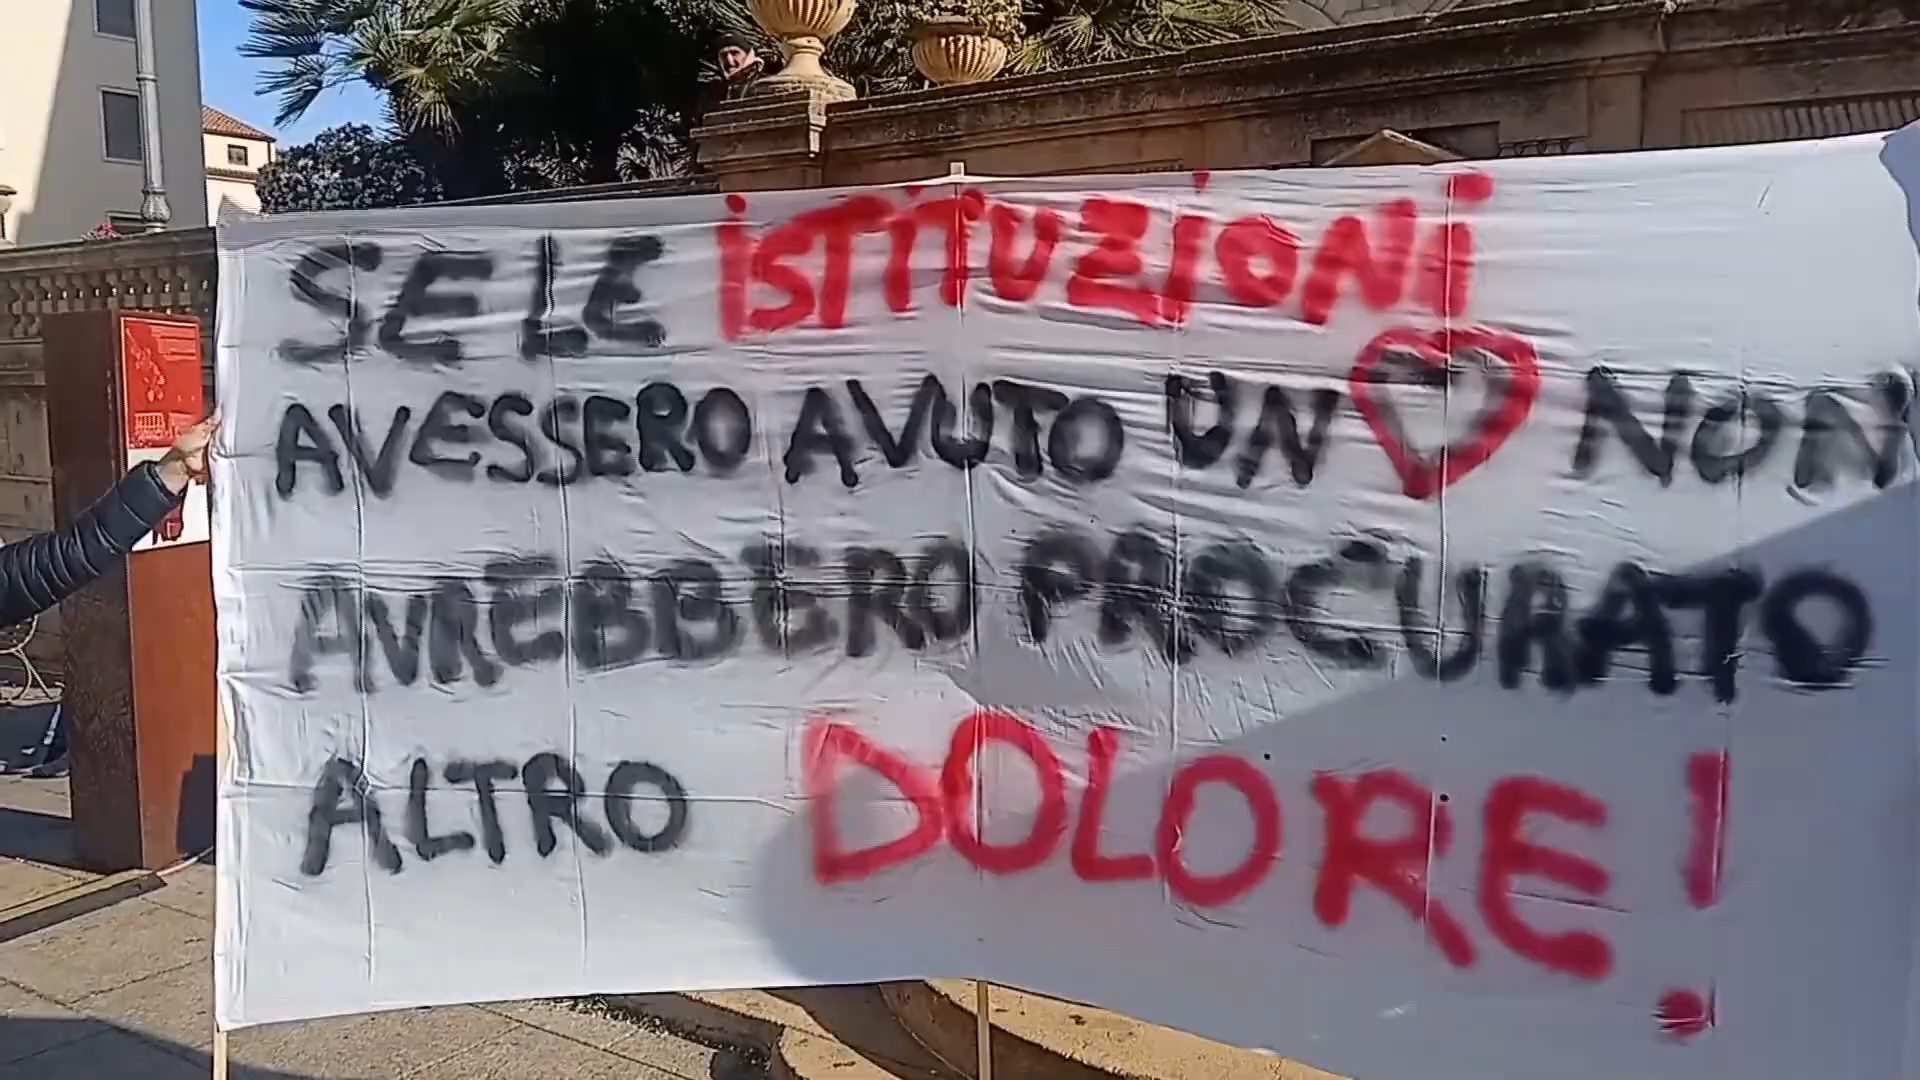 SE LE iSTiTUZiONi
AVESSERO AVUTO UN ❤ NON
AVREBBERO PROCURATO
ALTRO DOLORE!